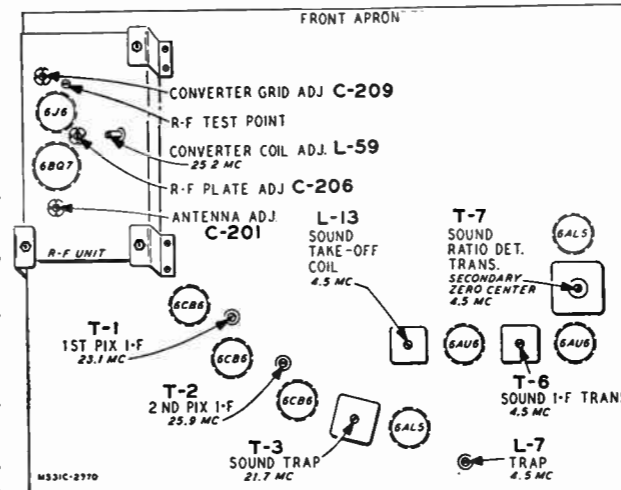 FRONT APRON
CONVERTER GRID ADJ C-209
6J6
R-F TEST POINT
CONVERTER COIL ADJ. L-59
25.2 MC
6BQ7
R-F PLATE ADJ C-206
ANTENNA ADJ.
C-201
R-F UNIT
L-13
SOUND
TAKE-OFF
COIL
4.5 MC
T-7
SOUND
RATIO DET.
TRANS.
SECONDARY
ZERO CENTER
4.5 MC
6AL5
6CB6
T-1
1ST PIX I-F
23.1 MC
6CB6
6AU6
6AU6
T-2
2 ND PIX I-F
25.9 MC
6CB6
T-6
SOUND I-F TRANS
4.5 MC
T-3
SOUND TRAP
21.7 MC
6AL5
L-7
TRAP
4.5 MC
MS31C-2770